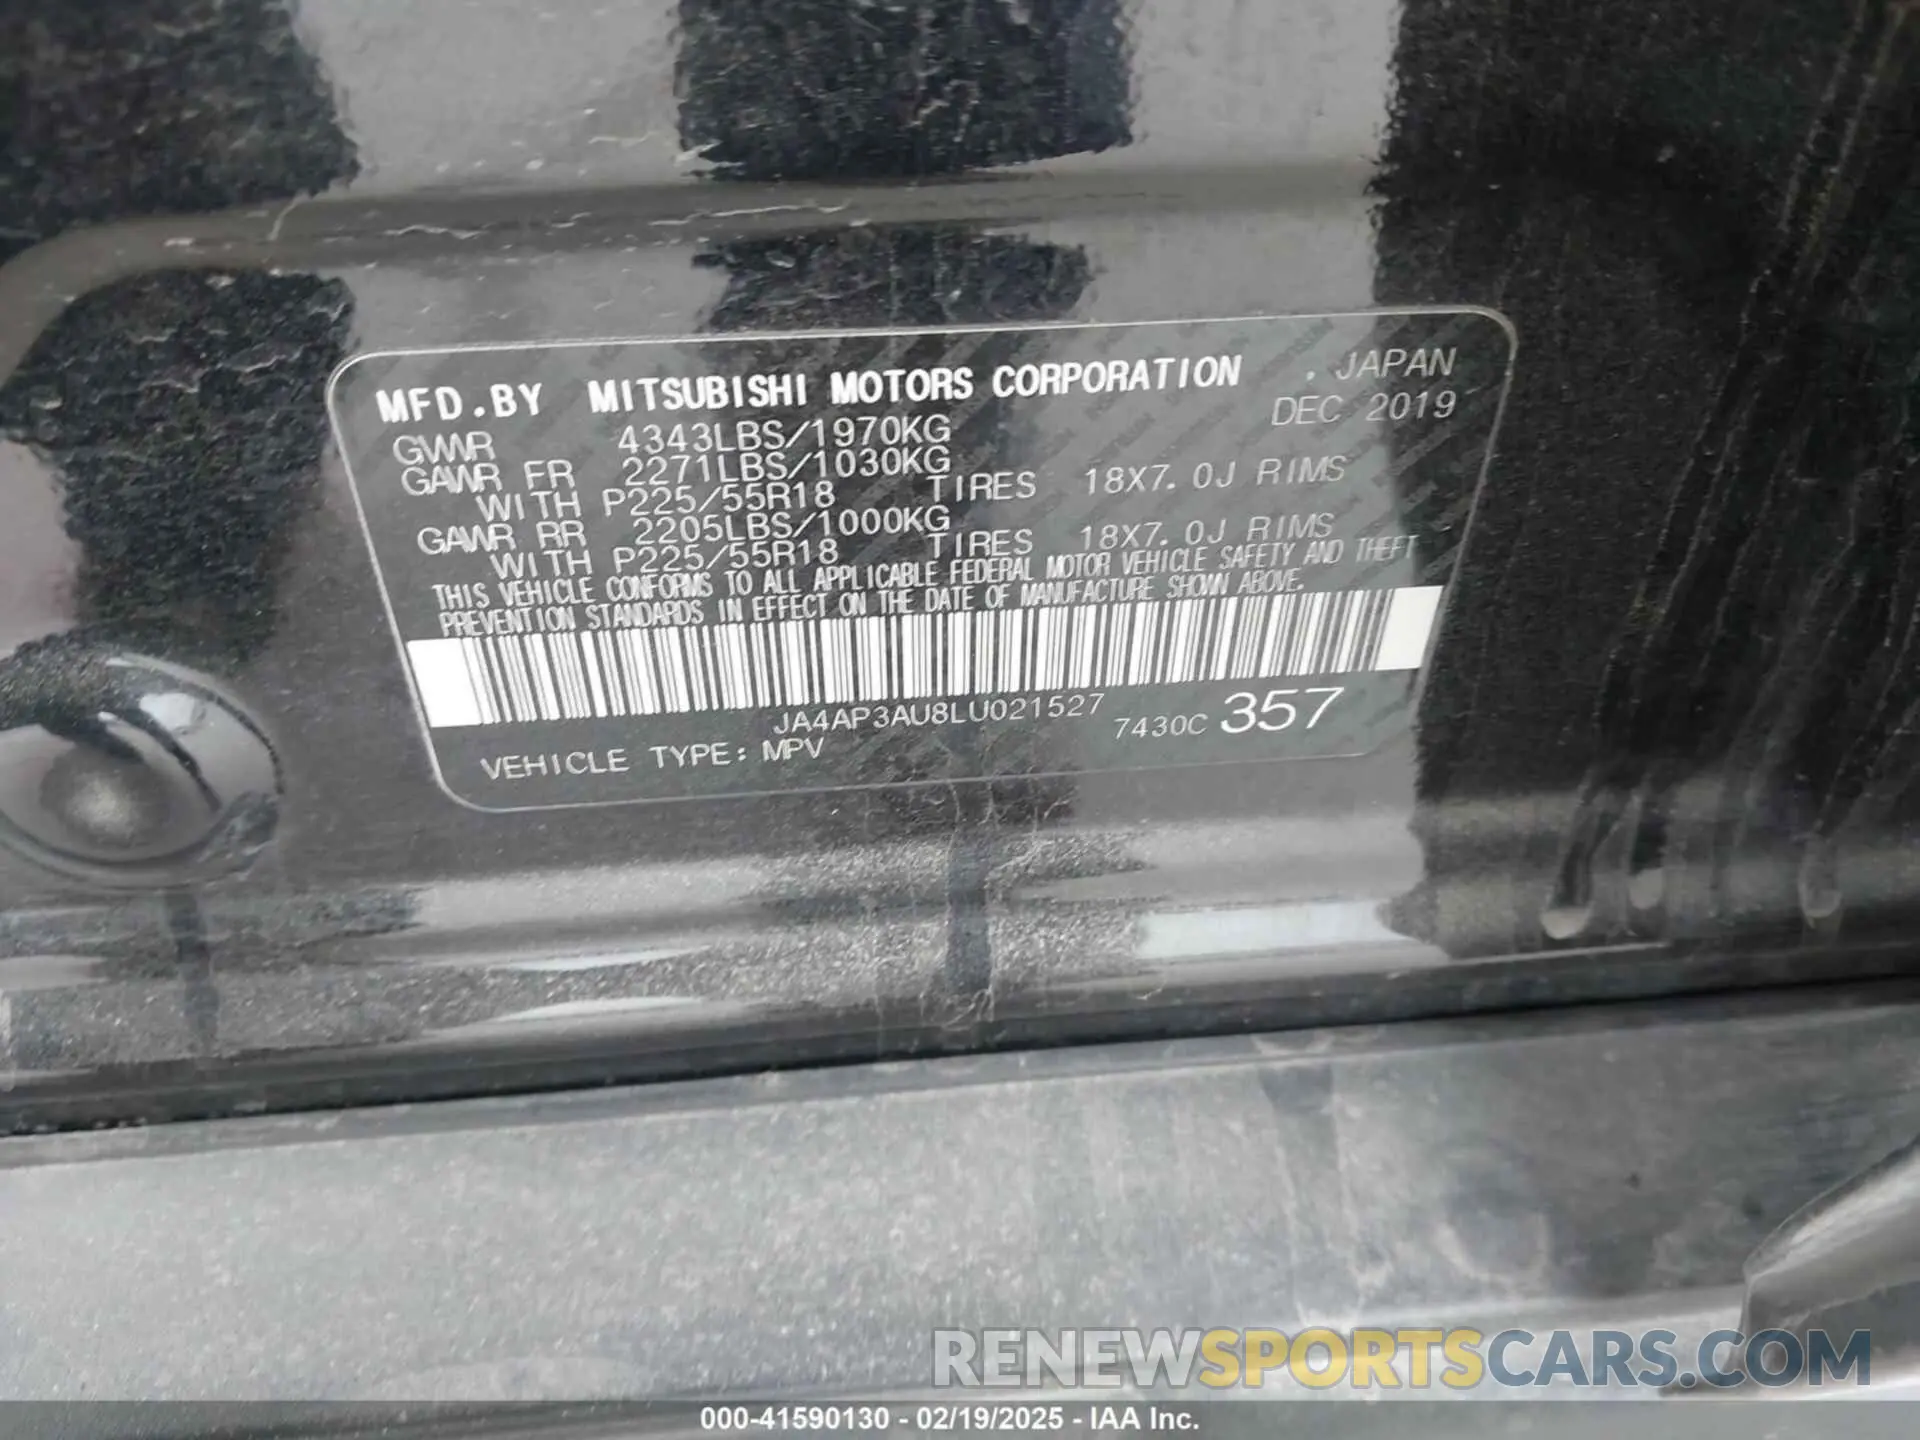 MFD.BY MITSUBISHI MOTORS CORPORATION , JAPAN
GVWR 4343LBS/1970KG DEC 2019
GAWR FR 2271LBS/1030KG
WITH P225/55R18 TIRES 18X7.0J RIMS
GAWR RR 2205LBS/1000KG
WITH P225/55R18 TIRES 18X7.0J RIMS
THIS VEHICLE CONFORMS TO ALL APPLICABLE FEDERAL MOTOR VEHICLE SAFETY AND THEFT
PREVENTION STANDARDS IN EFFECT ON THE DATE OF MANUFACTURE SHOWN ABOVE.
JA4AP3AU8LU021527
VEHICLE TYPE: MPV 7430C 357
RENEWSPORTSCARS.COM
000-41590130 - 02/19/2025 - IAA Inc.